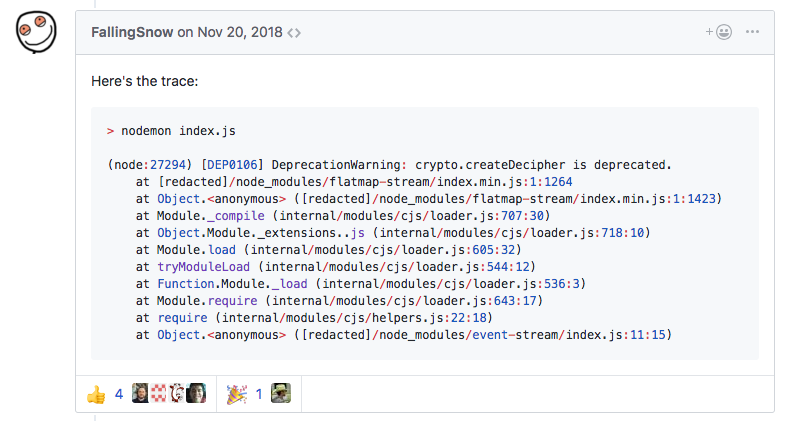 FallingSnow on Nov 20, 2018 <>
+
...
Here's the trace:
> nodemon index.js
(node:27294) [DEP0106] DeprecationWarning: crypto.createDecipher is deprecated.
at [redacted]/node_modules/flatmap-stream/index.min.js:1:1264
at Object.<anonymous> ([redacted]/node_modules/flatmap-stream/index.min.js:1:1423)
at Module._compile (internal/modules/cjs/loader.js:707:30)
at Object.Module._extensions..js (internal/modules/cjs/loader.js:718:10)
at Module.load (internal/modules/cjs/loader.js:605:32)
at tryModuleLoad (internal/modules/cjs/loader.js:544:12)
at Function.Module._load (internal/modules/cjs/loader.js:536:3)
at Module.require (internal/modules/cjs/loader.js:643:17)
at require (internal/modules/cjs/helpers.js:22:18)
at Object.<anonymous> ([redacted]/node_modules/event-stream/index.js:11:15)
4
1